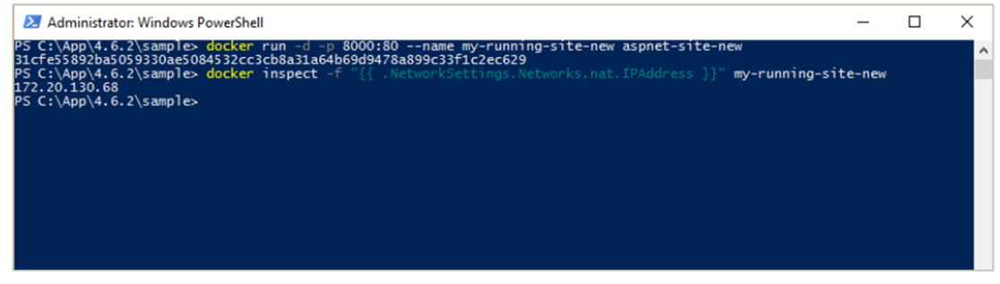 Administrator: Windows PowerShell
PS C:\App\4.6.2\sample> docker run -d -p 8000:80 --name my-running-site-new aspnet-site-new
31cfe55892ba5059330ae5084532cc3cb8a31a64b69d9478a899c33f1c2ec629
PS C:\App\4.6.2\sample> docker inspect -f "{{ .NetworkSettings.Networks.nat.IPAddress }}" my-running-site-new
172.20.130.68
PS C:\App\4.6.2\sample>